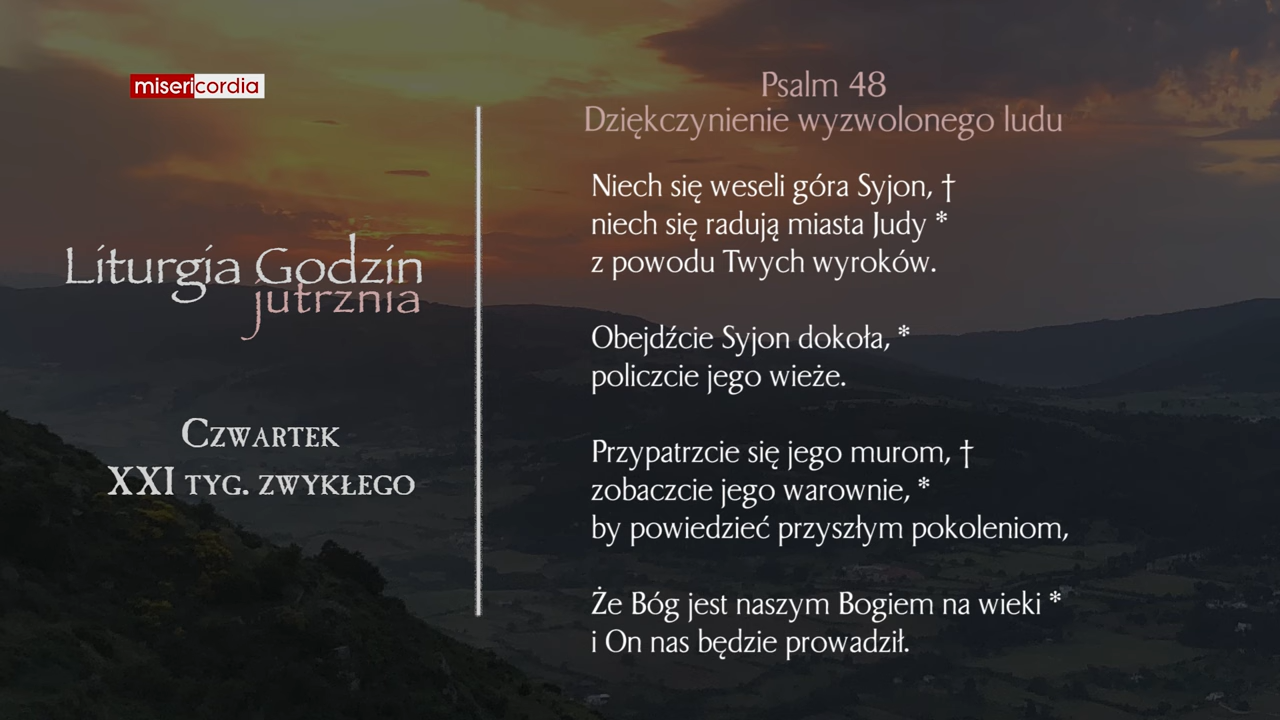 misericordia
Liturgia Godzin
jutrznia
Czwartek
XXI tyg. zwykłego
Psalm 48
Dziękczynienie wyzwolonego ludu
Niech się weseli góra Syjon, †
niech się radują miasta Judy *
z powodu Twych wyroków.
Obejdźcie Syjon dokoła, *
policzcie jego wieże.
Przypatrzcie się jego murom, †
zobaczcie jego warownie, *
by powiedzieć przyszłym pokoleniom,
Że Bóg jest naszym Bogiem na wieki *
i On nas będzie prowadził.